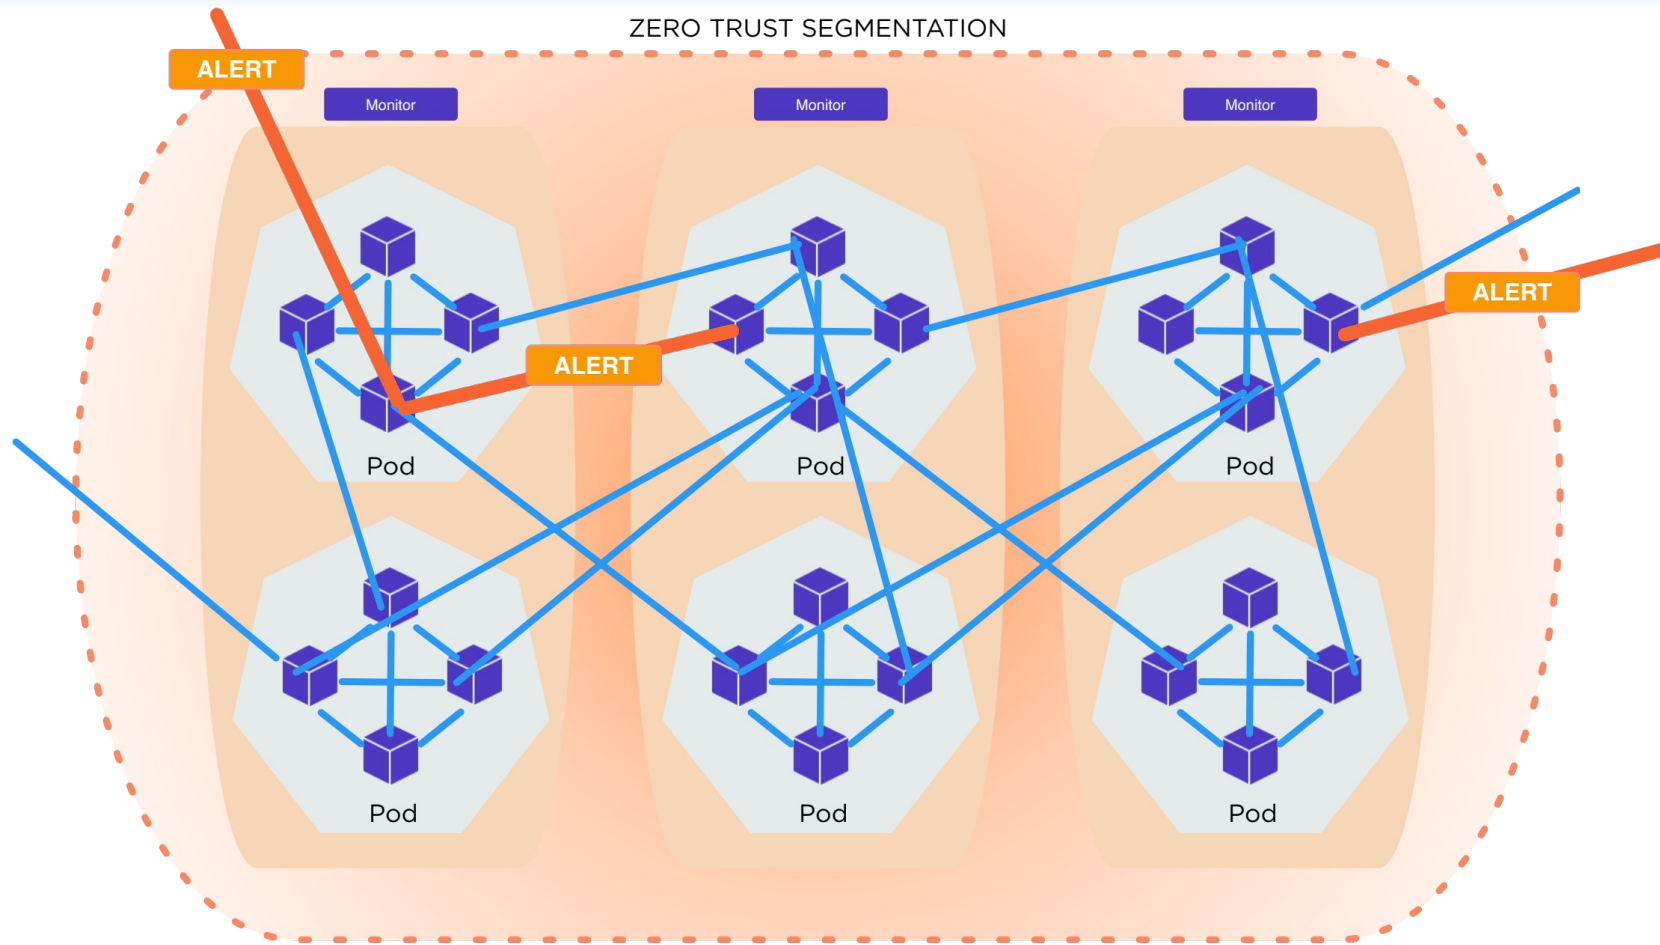 ZERO TRUST SEGMENTATION
ALERT
Monitor
Monitor
Monitor
ALERT
ALERT
Pod
Pod
Pod
Pod
Pod
Pod